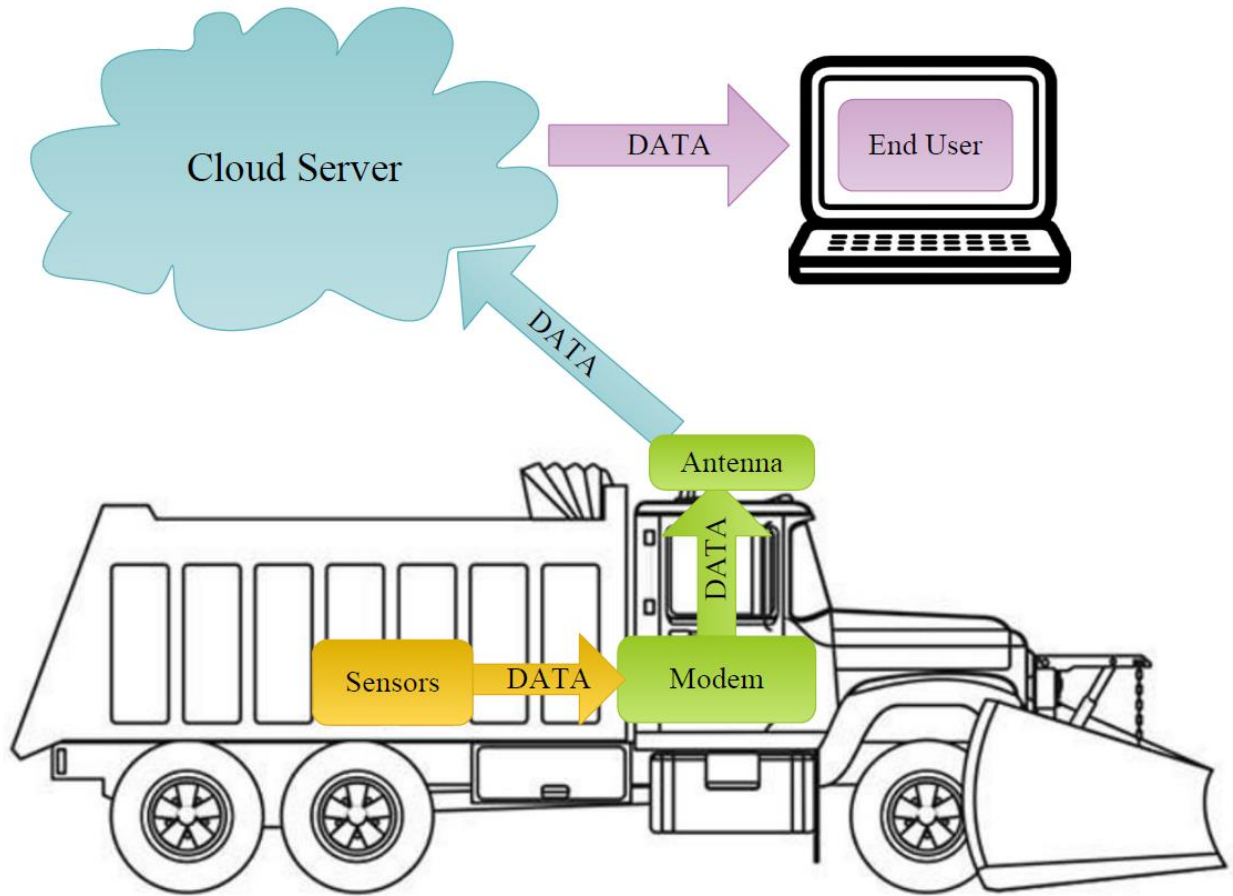 Cloud Server
DATA
End User
DATA
Antenna
DATA
Sensors
DATA
Modem